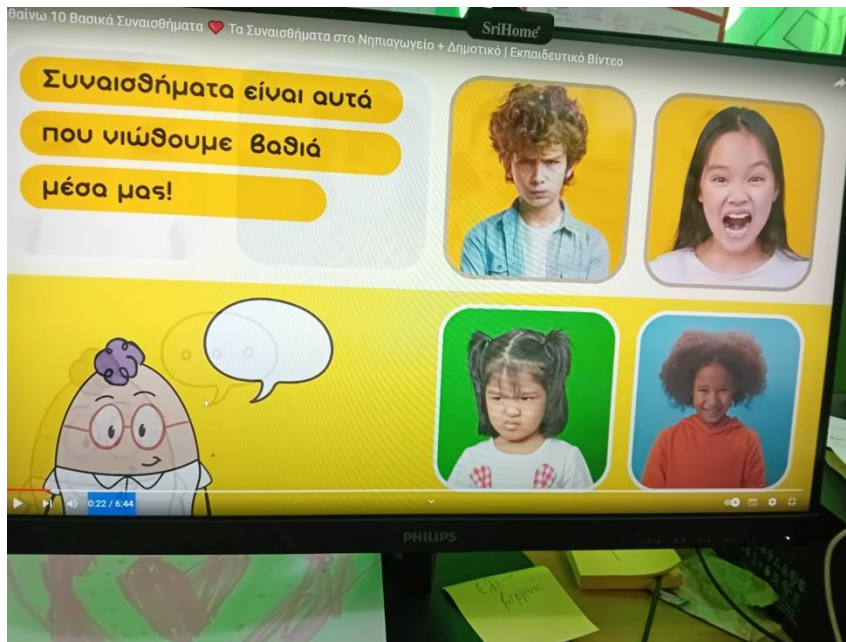 θαίνω 10 Βασικά Συναισθήματα ❤️ Τα Συναισθήματα στο Νηπιαγωγείο + Δημοτικό | Εκπαιδευτικό Βίντεο
SriHome
Συναισθήματα είναι αυτά
που νιώθουμε βαθιά
μέσα μας!
0:22 / 6:44
PHILIPS